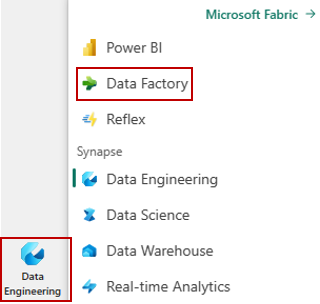 Microsoft Fabric →
Power BI
Data Factory
Reflex
Synapse
Data Engineering
Data Science
Data Warehouse
Real-time Analytics
Data
Engineering